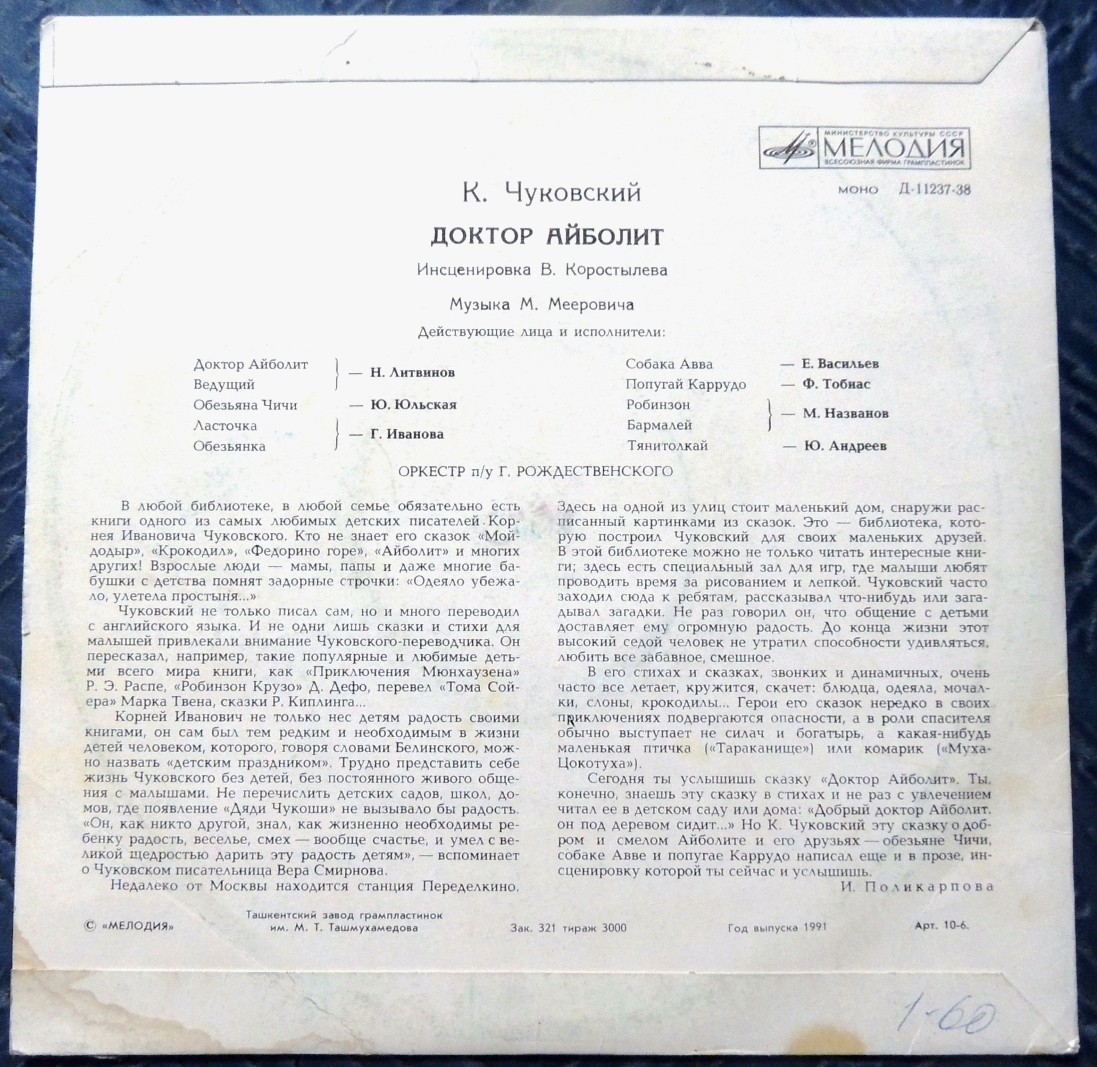 МИНИСТЕРСТВО КУЛЬТУРЫ СССР
МЕЛОДИЯ
ВСЕСОЮЗНАЯ ФИРМА ГРАМПЛАСТИНОК
МОНО Д-11237-38
К. Чуковский
ДОКТОР АЙБОЛИТ
Инсценировка В. Коростылева
Музыка М. Мееровича
Действующие лица и исполнители:
Доктор Айболит
Ведущий
— Н. Литвинов
Обезьяна Чичи — Ю. Юльская
Ласточка
Обезьянка
— Г. Иванова
Собака Авва — Е. Васильев
Попугай Каррудо — Ф. Тобиас
Робинзон
Бармалей
— М. Названов
Тянитолкай — Ю. Андреев
ОРКЕСТР п/у Г. РОЖДЕСТВЕНСКОГО
В любой библиотеке, в любой семье обязательно есть
книги одного из самых любимых детских писателей Кор-
нея Ивановича Чуковского. Кто не знает его сказок «Мой-
додыр», «Крокодил», «Федорино горе», «Айболит» и многих
других! Взрослые люди — мамы, папы и даже многие ба-
бушки с детства помнят задорные строчки: «Одеяло убежа-
ло, улетела простыня...»
Чуковский не только писал сам, но и много переводил
с английского языка. И не одни лишь сказки и стихи для
малышей привлекали внимание Чуковского-переводчика. Он
пересказал, например, такие популярные и любимые деть-
ми всего мира книги, как «Приключения Мюнхаузена»
Р. Э. Распе, «Робинзон Крузо» Д. Дефо, перевел «Тома Сой-
ера» Марка Твена, сказки Р. Киплинга...
Корней Иванович не только нес детям радость своими
книгами, он сам был тем редким и необходимым в жизни
детей человеком, которого, говоря словами Белинского, мож-
но назвать «детским праздником». Трудно представить себе
жизнь Чуковского без детей, без постоянного живого обще-
ния с малышами. Не перечислить детских садов, школ, до-
мов, где появление «Дяди Чукоши» не вызывало бы радость.
«Он, как никто другой, знал, как жизненно необходимы ре-
бенку радость, веселье, смех — вообще счастье, и умел с ве-
ликой щедростью дарить эту радость детям», — вспоминает
о Чуковском писательница Вера Смирнова.
Недалеко от Москвы находится станция Переделкино.
Здесь на одной из улиц стоит маленький дом, снаружи рас-
писанный картинками из сказок. Это — библиотека, кото-
рую построил Чуковский для своих маленьких друзей.
В этой библиотеке можно не только читать интересные кни-
ги; здесь есть специальный зал для игр, где малыши любят
проводить время за рисованием и лепкой. Чуковский часто
заходил сюда к ребятам, рассказывал что-нибудь или зага-
дывал загадки. Не раз говорил он, что общение с детьми
доставляет ему огромную радость. До конца жизни этот
высокий седой человек не утратил способности удивляться,
любить все забавное, смешное.
В его стихах и сказках, звонких и динамичных, очень
часто все летает, кружится, скачет: блюдца, одеяла, мочал-
ки, слоны, крокодилы... Герои его сказок нередко в своих
приключениях подвергаются опасности, а в роли спасителя
обычно выступает не силач и богатырь, а какая-нибудь
маленькая птичка («Тараканище») или комарик («Муха-
Цокотуха»).
Сегодня ты услышишь сказку «Доктор Айболит». Ты,
конечно, знаешь эту сказку в стихах и не раз с увлечением
читал ее в детском саду или дома: «Добрый доктор Айболит,
он под деревом сидит...» Но К. Чуковский эту сказку о доб-
ром и смелом Айболите и его друзьях — обезьяне Чичи,
собаке Авве и попугае Каррудо написал еще и в прозе, ин-
сценировку которой ты сейчас и услышишь.
И. Поликарпова
© «МЕЛОДИЯ»
Ташкентский завод грампластинок
им. М. Т. Ташмухамедова
Зак. 321 тираж 3000
Год выпуска 1991
Арт. 10-6.
1-60